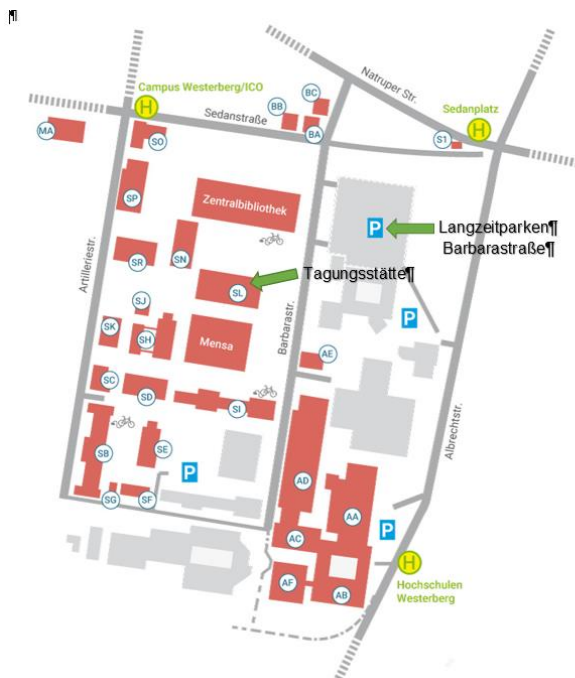 ¶
Campus Westerberg/ICO
H
Sedanstraße
BB
BC
BA
Natruper Str.
Sedanplatz
H
S1
MA
SO
SP
Zentralbibliothek
P
Langzeitparken¶
Barbarastraße¶
SR
SN
Tagungsstätte¶
SL
Artilleriestr.
SJ
SK
SH
Mensa
Barbarastr.
P
AE
SC
SD
SI
Albrechtstr.
SB
SE
P
SG
SF
AD
AA
P
AC
H
Hochschulen
Westerberg
AF
AB